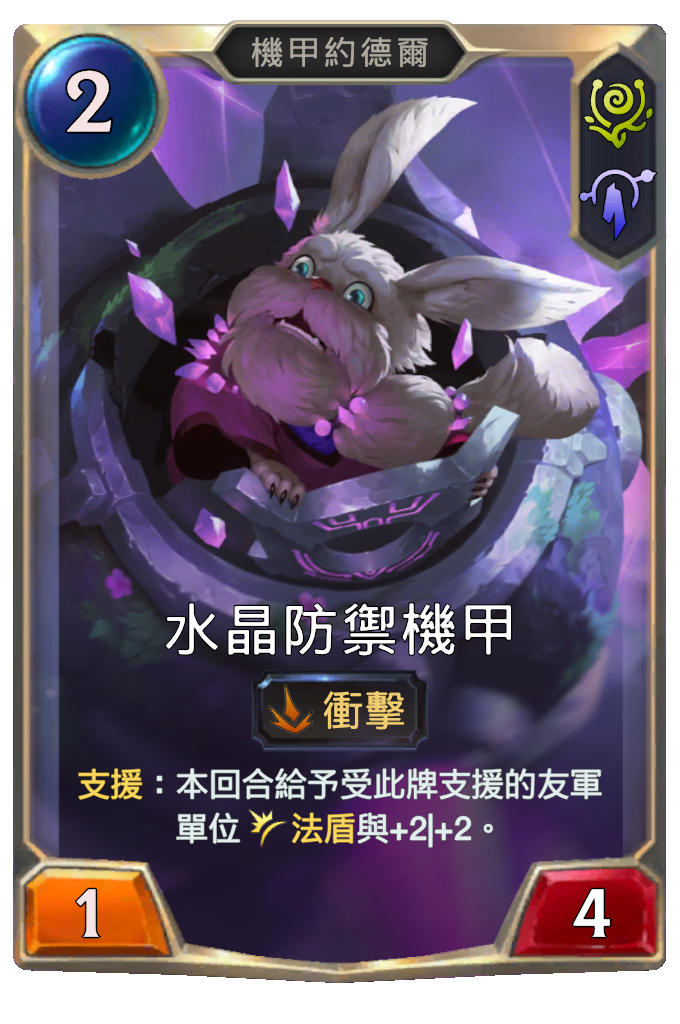 機甲約德爾
2
水晶防禦機甲
衝擊
支援：本回合給予受此牌支援的友軍
單位法盾與+2|+2。
1
4